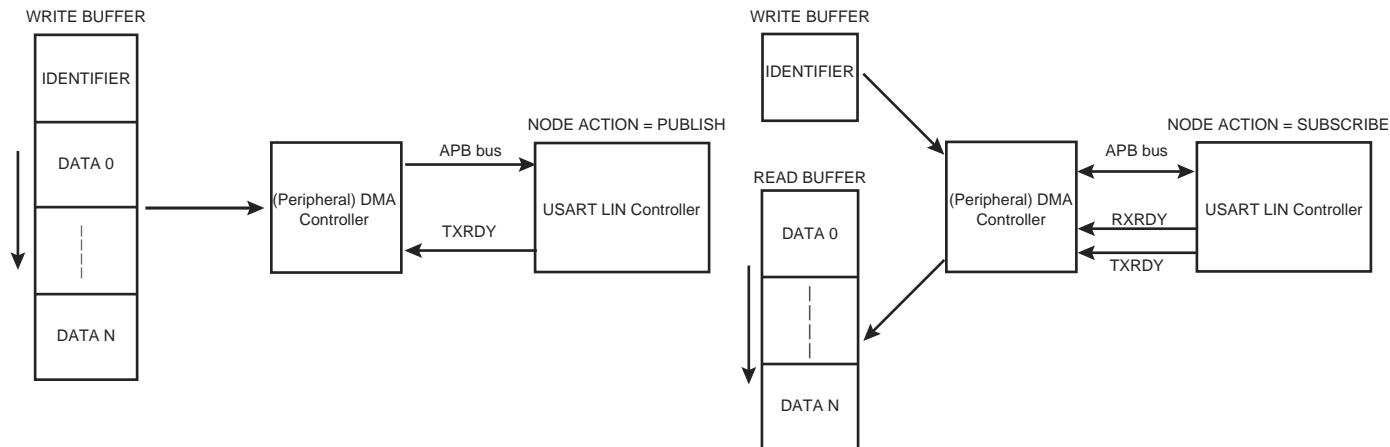 WRITE BUFFER
IDENTIFIER
DATA 0
DATA N
(Peripheral) DMA
Controller
APB bus
TXRDY
NODE ACTION = PUBLISH
USART LIN Controller
WRITE BUFFER
IDENTIFIER
READ BUFFER
DATA 0
DATA N
(Peripheral) DMA
Controller
APB bus
RXRDY
TXRDY
NODE ACTION = SUBSCRIBE
USART LIN Controller